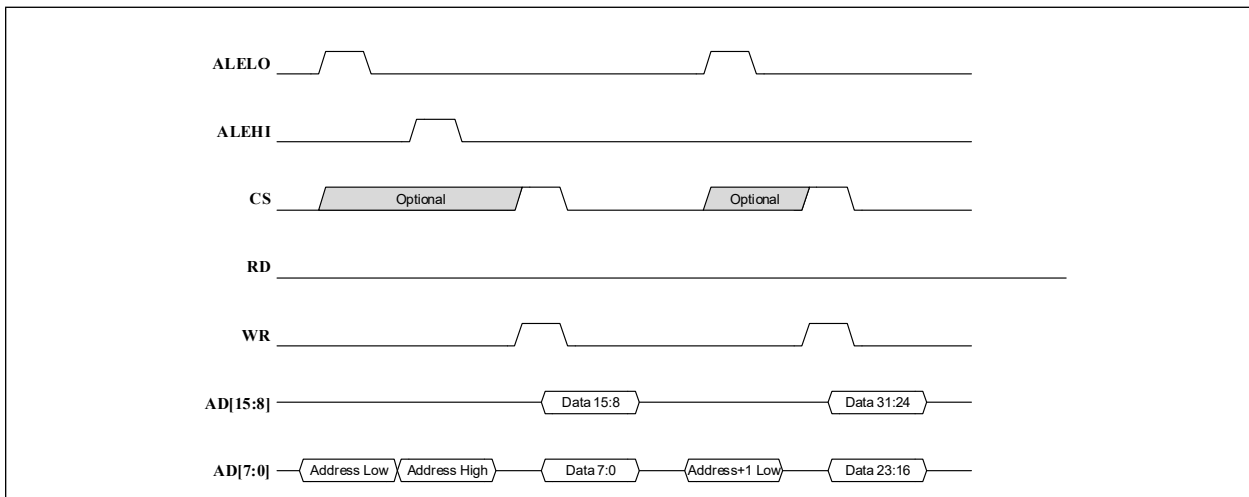 ALELO
ALEHI
CS Optional Optional
RD
WR
AD[15:8] Data 15:8 Data 31:24
AD[7:0] Address Low Address High Data 7:0 Address+1 Low Data 23:16